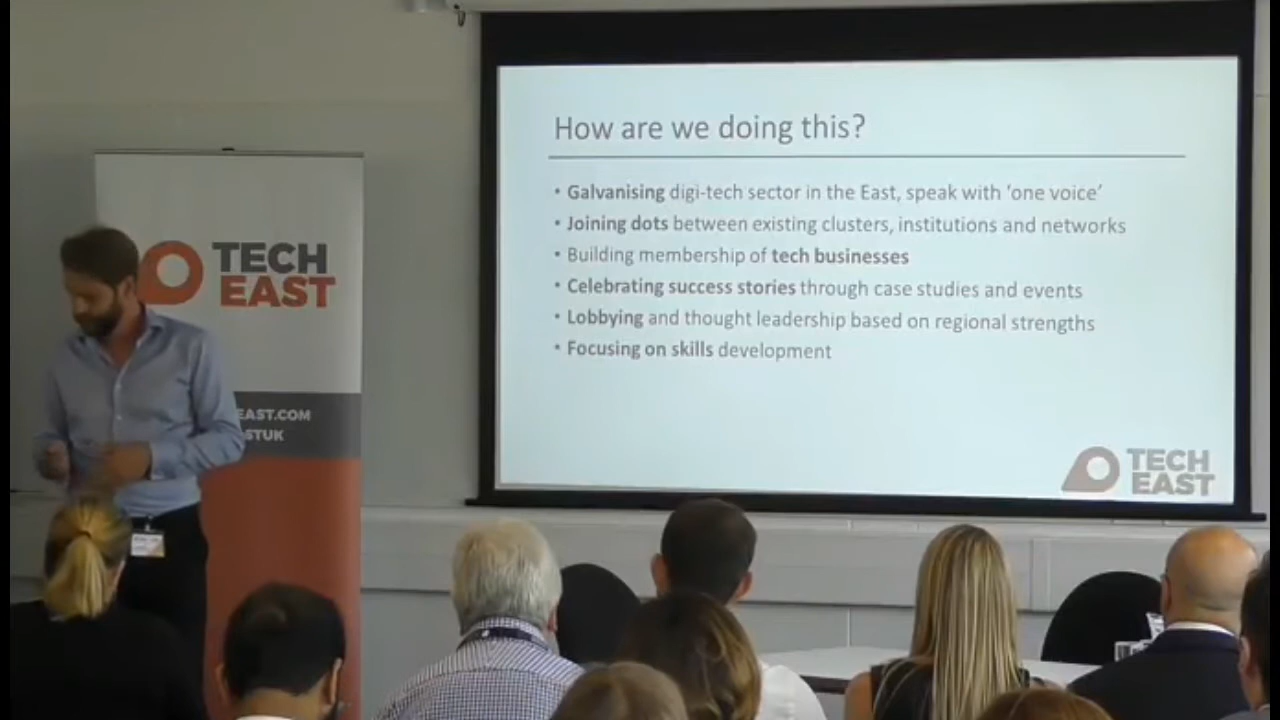 How are we doing this?
• Galvanising digi-tech sector in the East, speak with ‘one voice’
• Joining dots between existing clusters, institutions and networks
• Building membership of tech businesses
• Celebrating success stories through case studies and events
• Lobbying and thought leadership based on regional strengths
• Focusing on skills development
TECH
EAST
TECH
EAST
EAST.COM
STUK